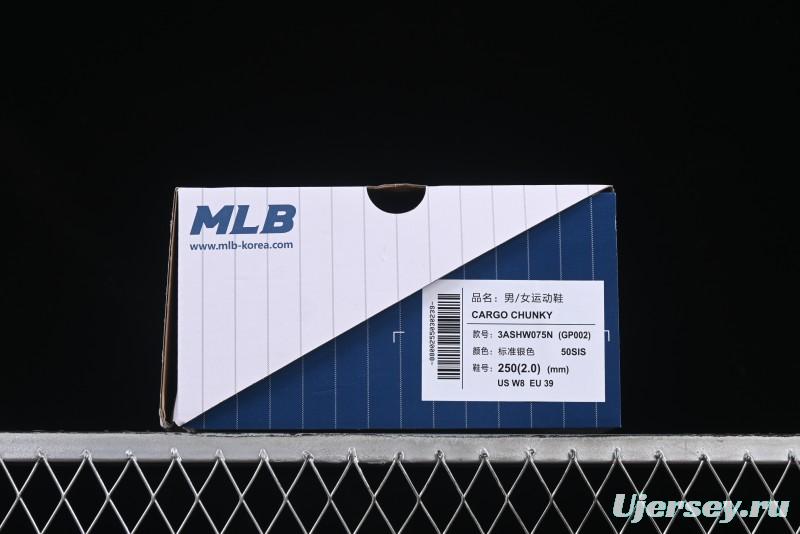 MLB
www.mlb-korea.com
品名：男/女运动鞋
CARGO CHUNKY
款号：3ASHW075N (GP002)
颜色：标准银色 50SIS
鞋号：250(2.0) (mm)
US W8 EU 39
-8800255030239-
Ujersey.ru